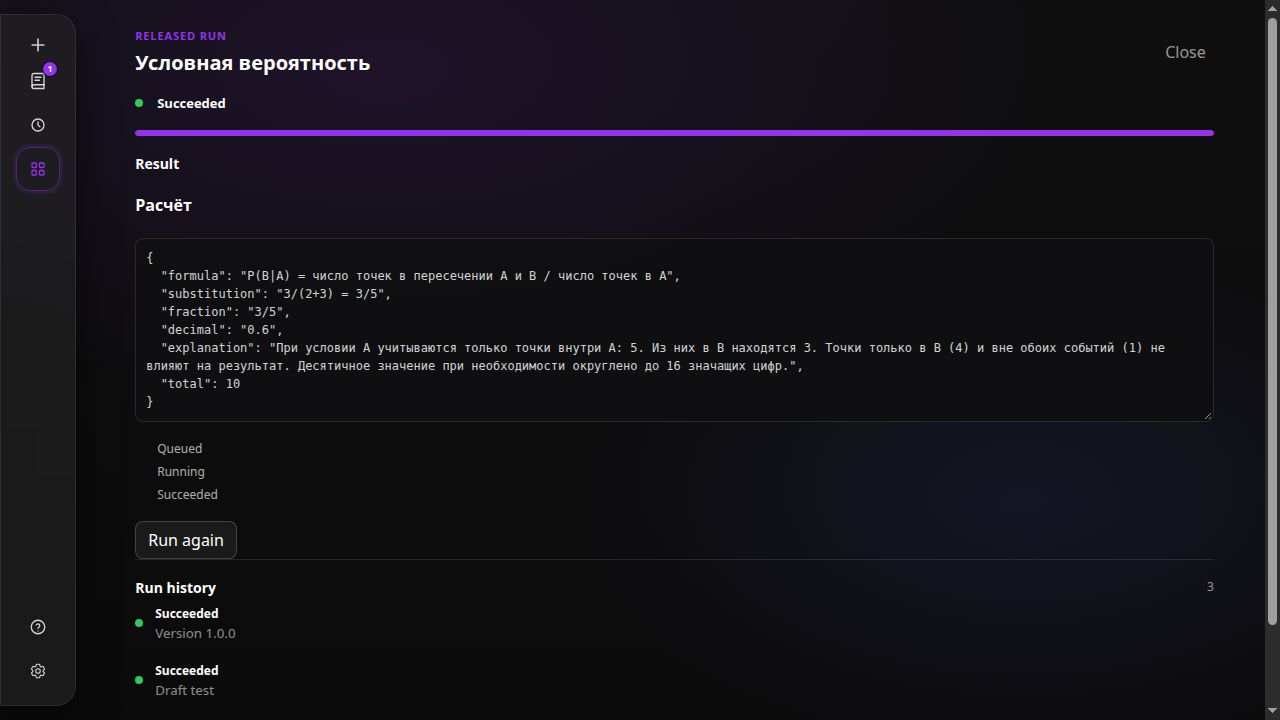 1
RELEASED RUN
Условная вероятность
Close
Succeeded
Result
Расчёт
{
"formula": "P(B|A) = число точек в пересечении A и B / число точек в A",
"substitution": "3/(2+3) = 3/5",
"fraction": "3/5",
"decimal": "0.6",
"explanation": "При условии A учитываются только точки внутри A: 5. Из них в B находятся 3. Точки только в B (4) и вне обоих событий (1) не
влияют на результат. Десятичное значение при необходимости округлено до 16 значащих цифр.",
"total": 10
}
Queued
Running
Succeeded
Run again
Run history
3
Succeeded
Version 1.0.0
Succeeded
Draft test